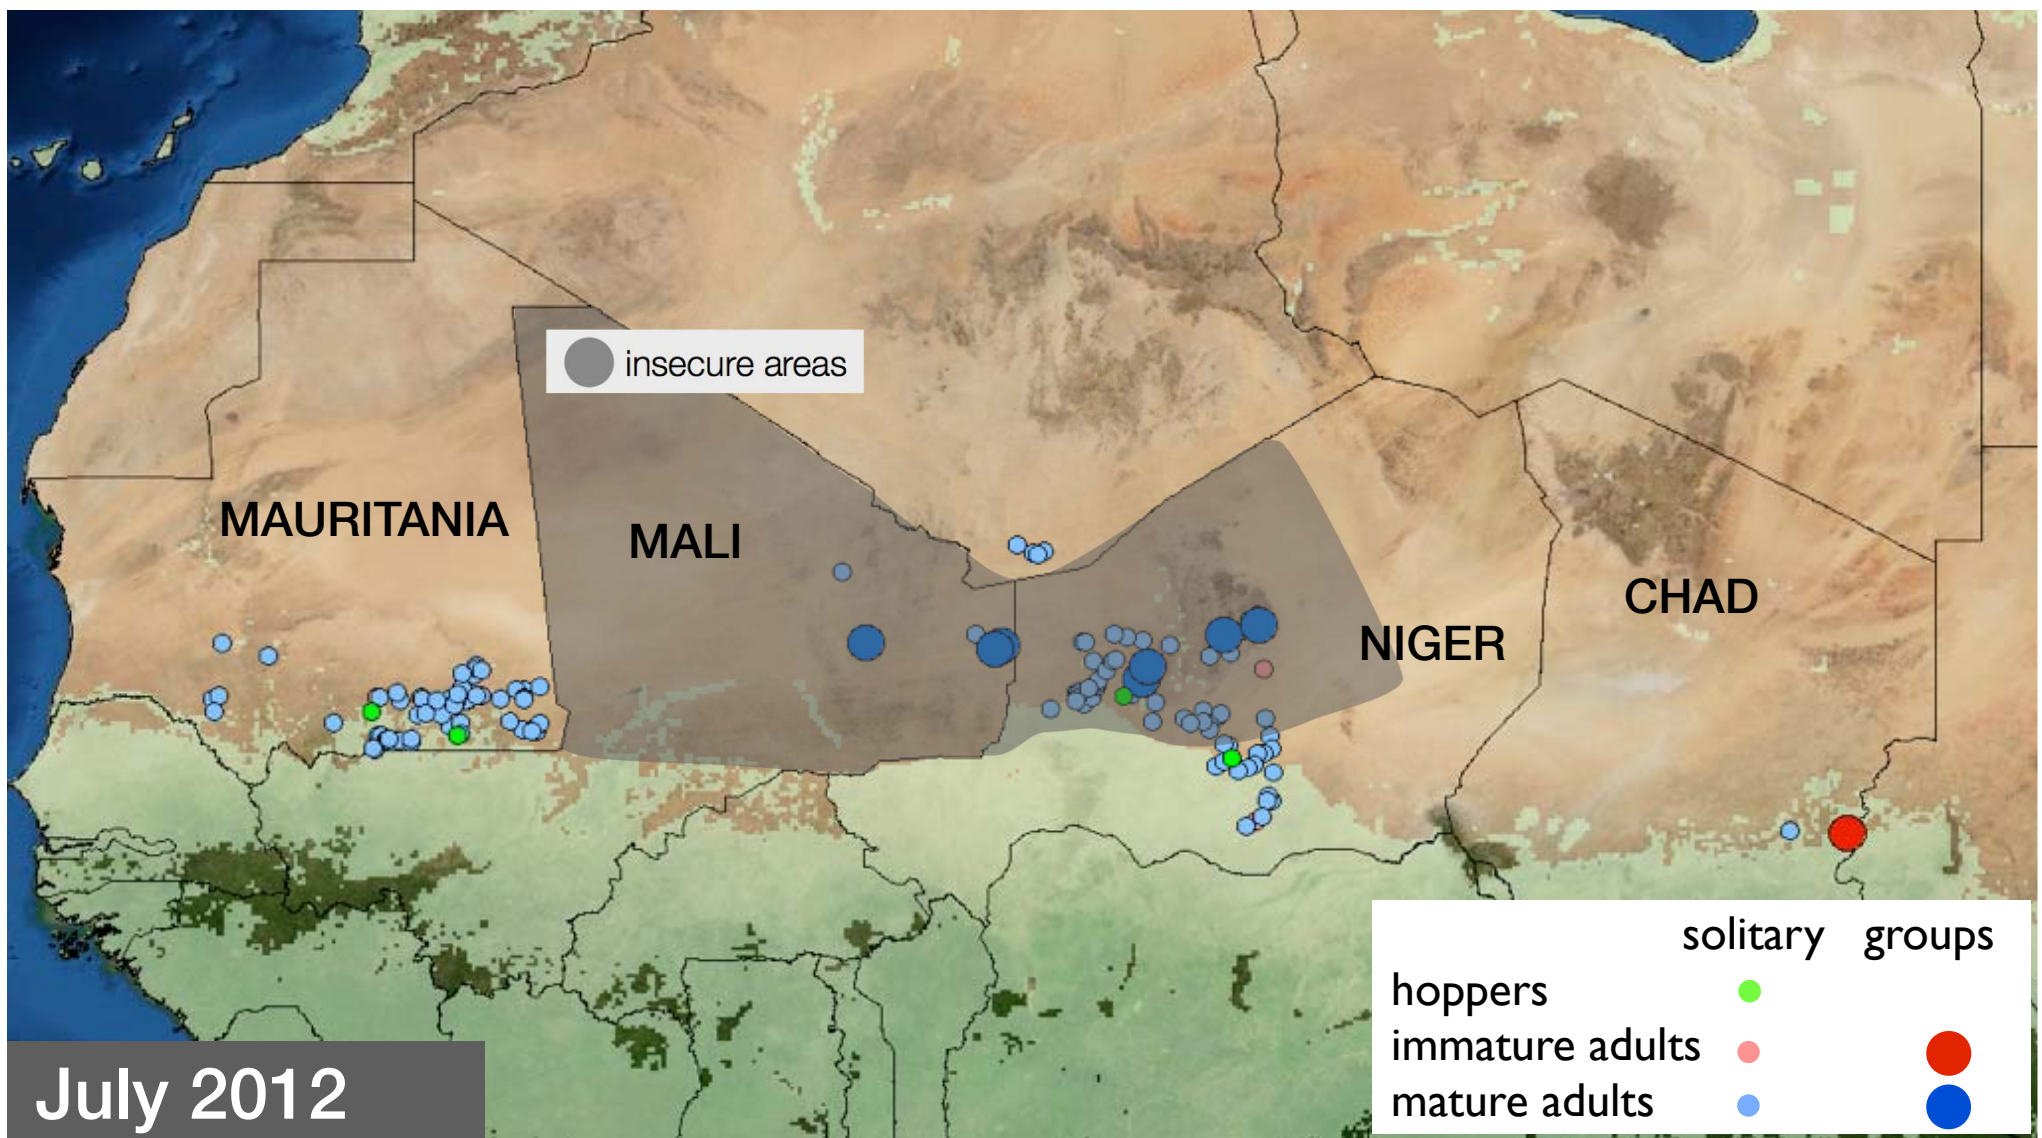 insecure areas
MAURITANIA
MALI
CHAD
NIGER
solitary groups
hoppers
immature adults
mature adults
July 2012